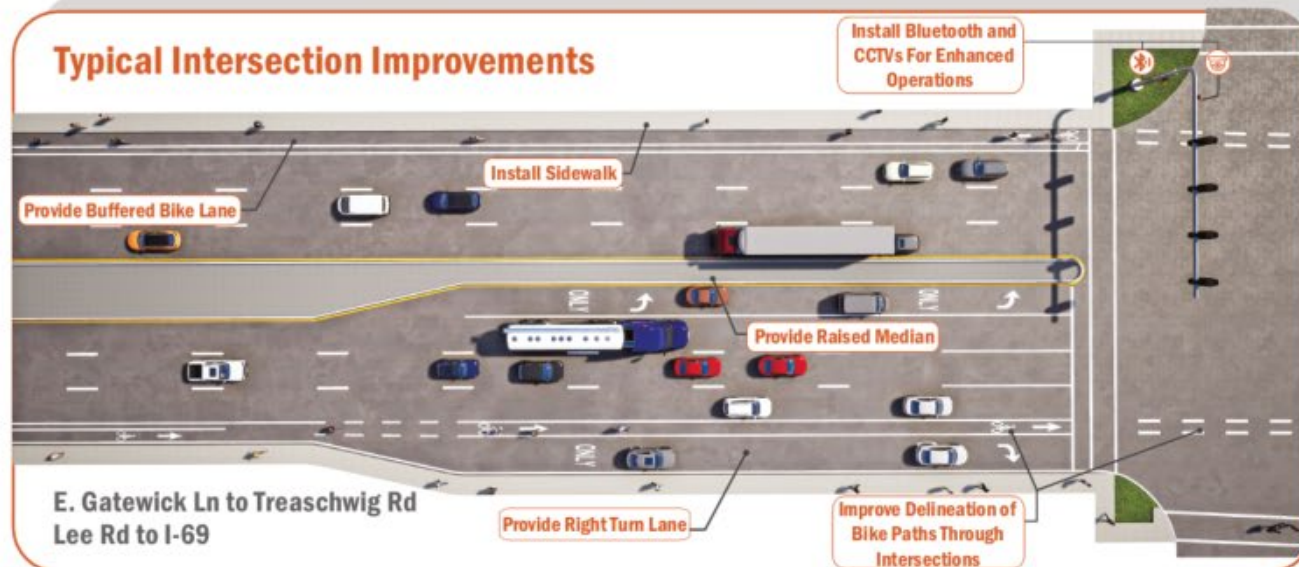 Typical Intersection Improvements
Install Bluetooth and
CCTVs For Enhanced
Operations
Install Sidewalk
Provide Buffered Bike Lane
ONLY
ONLY
Provide Raised Median
ONLY
Provide Right Turn Lane
Improve Delineation of
Bike Paths Through
Intersections
E. Gatewick Ln to Treaschwig Rd
Lee Rd to I-69